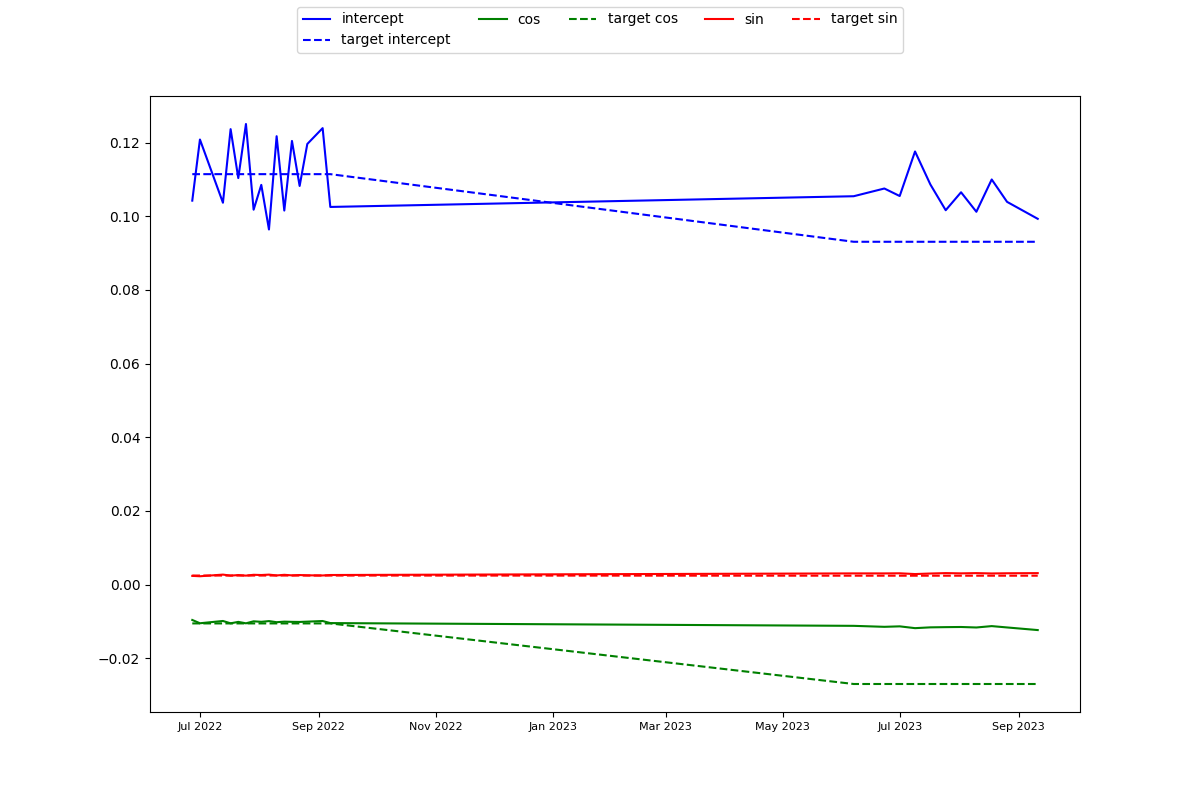 intercept cos target cos sin target sin
target intercept
0.12
0.10
0.08
0.06
0.04
0.02
0.00
−0.02
Jul 2022 Sep 2022 Nov 2022 Jan 2023 Mar 2023 May 2023 Jul 2023 Sep 2023